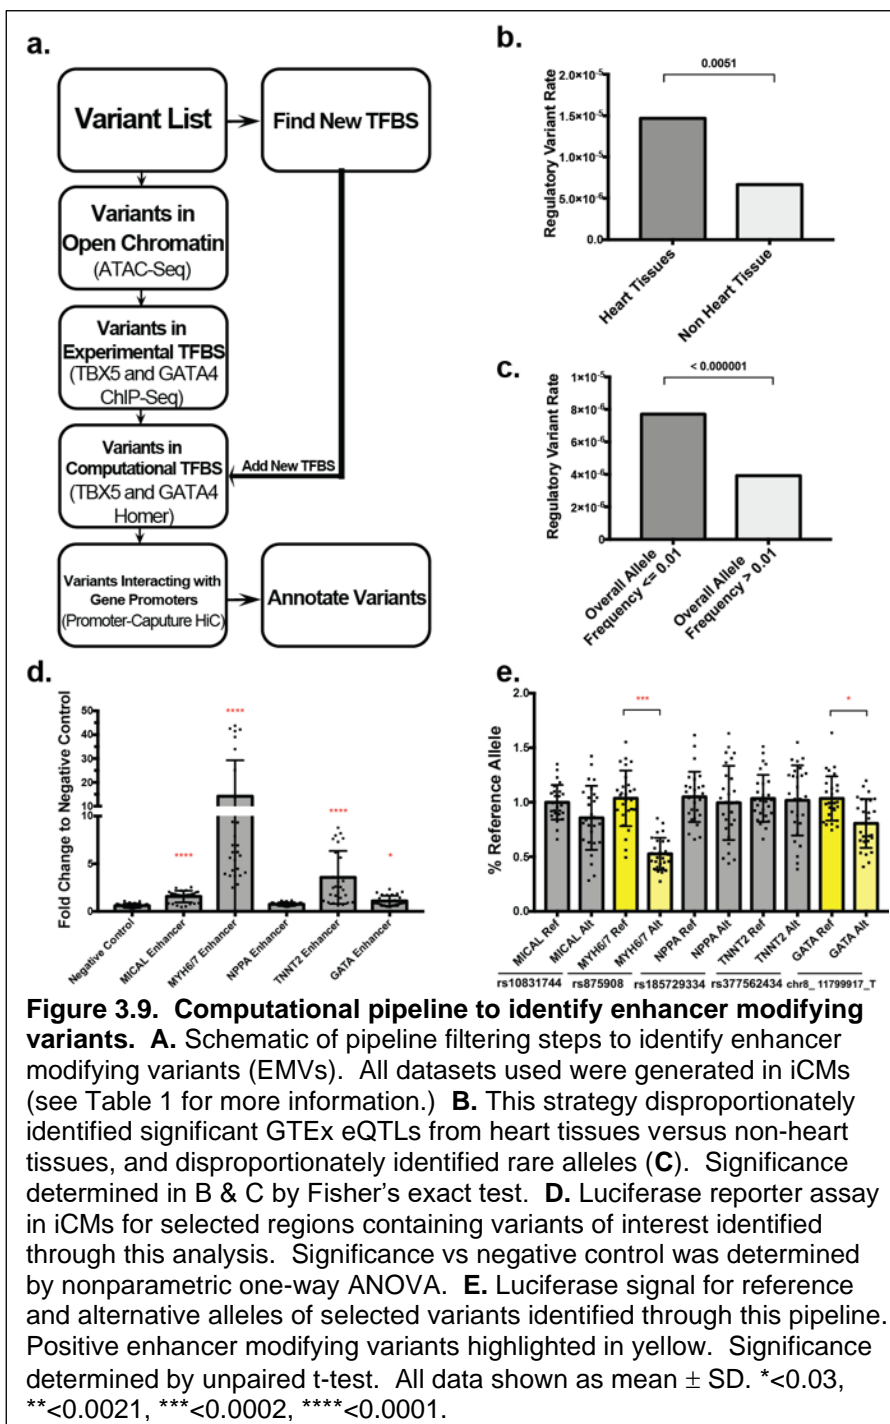 a.
Variant List
Find New TFBS
Variants in
Open Chromatin
(ATAC-Seq)
Variants in
Experimental TFBS
(TBX5 and GATA4
ChIP-Seq)
Variants in
Computational TFBS
(TBX5 and GATA4
Homer)
Add New TFBS
Variants Interacting with
Gene Promoters
(Promoter-Caputure HiC)
Annotate Variants
b.
0.0051
Regulatory Variant Rate
2.0×10⁻⁵
1.5×10⁻⁵
1.0×10⁻⁵
5.0×10⁻⁶
0.0
Heart Tissues
Non Heart Tissue
c.
< 0.000001
Regulatory Variant Rate
1×10⁻⁵
8×10⁻⁶
6×10⁻⁶
4×10⁻⁶
2×10⁻⁶
0
Overall Allele
Frequency <= 0.01
Overall Allele
Frequency > 0.01
d.
Fold Change to Negative Control
50
40
30
20
10
10
5
0
****
****
****
*
Negative Control
MICAL Enhancer
MYH6/7 Enhancer
NPPA Enhancer
TNNT2 Enhancer
GATA Enhancer
e.
% Reference Allele
2.0
1.5
1.0
0.5
0.0
***
*
MICAL Ref
MICAL Alt
MYH6/7 Ref
MYH6/7 Alt
NPPA Ref
NPPA Alt
TNNT2 Ref
TNNT2 Alt
GATA Ref
GATA Alt
rs10831744 rs875908 rs185729334 rs377562434 chr8_ 11799917_T
Figure 3.9. Computational pipeline to identify enhancer modifying
variants. A. Schematic of pipeline filtering steps to identify enhancer
modifying variants (EMVs). All datasets used were generated in iCMs
(see Table 1 for more information.) B. This strategy disproportionately
identified significant GTEx eQTLs from heart tissues versus non-heart
tissues, and disproportionately identified rare alleles (C). Significance
determined in B & C by Fisher's exact test. D. Luciferase reporter assay
in iCMs for selected regions containing variants of interest identified
through this analysis. Significance vs negative control was determined
by nonparametric one-way ANOVA. E. Luciferase signal for reference
and alternative alleles of selected variants identified through this pipeline.
Positive enhancer modifying variants highlighted in yellow. Significance
determined by unpaired t-test. All data shown as mean ± SD. *<0.03,
**<0.0021, ***<0.0002, ****<0.0001.